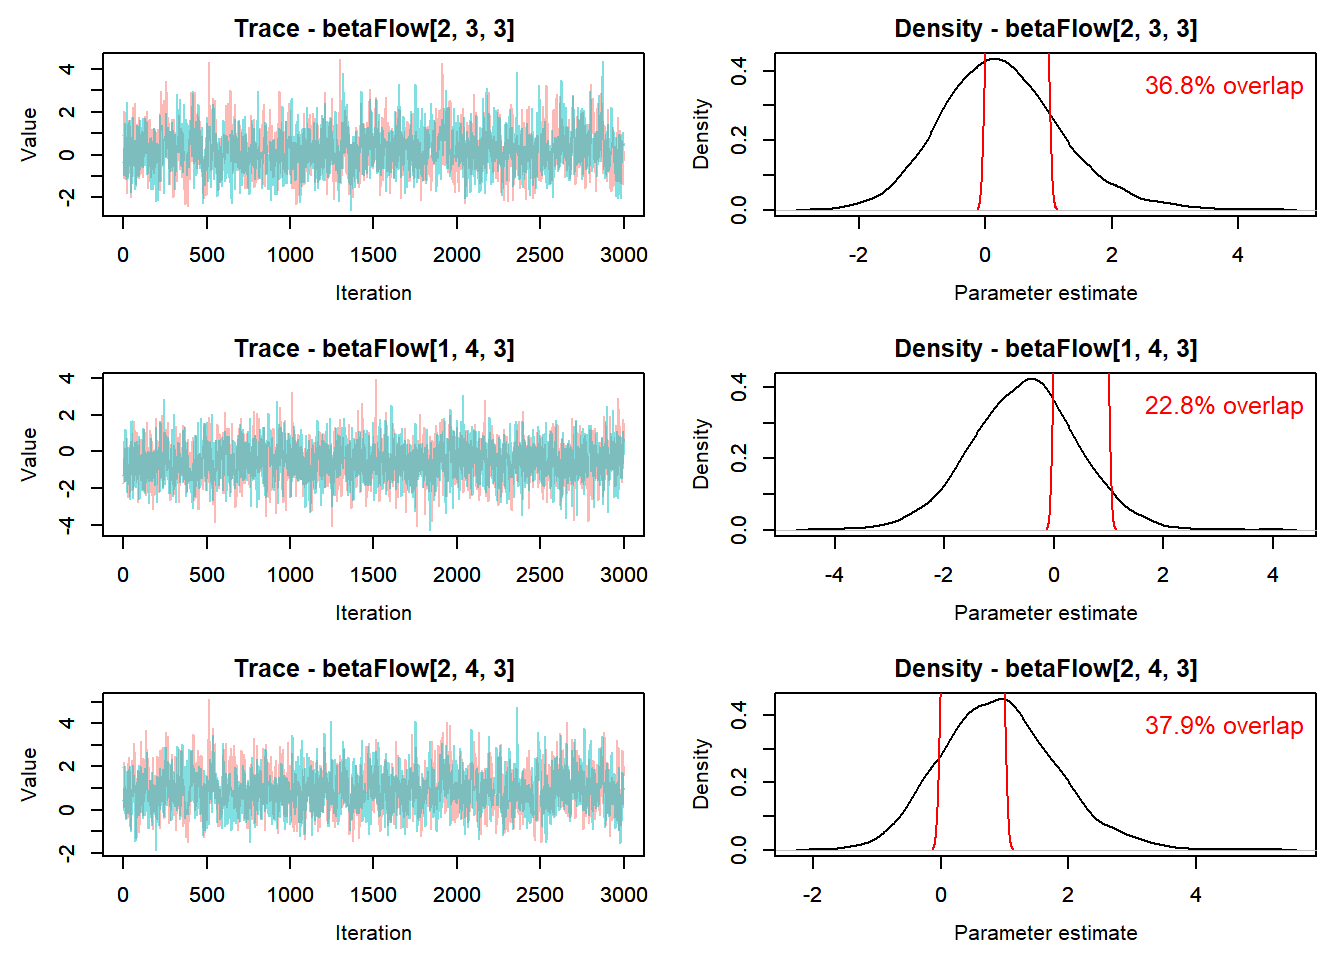 Trace - betaFlow[2, 3, 3]
Value
4
2
0
-2
0 500 1000 1500 2000 2500 3000
Iteration
Density - betaFlow[2, 3, 3]
36.8% overlap
Density
0.4
0.2
0.0
-2 0 2 4
Parameter estimate
Trace - betaFlow[1, 4, 3]
Value
4
2
0
-2
-4
0 500 1000 1500 2000 2500 3000
Iteration
Density - betaFlow[1, 4, 3]
22.8% overlap
Density
0.4
0.2
0.0
-4 -2 0 2 4
Parameter estimate
Trace - betaFlow[2, 4, 3]
Value
4
2
0
-2
0 500 1000 1500 2000 2500 3000
Iteration
Density - betaFlow[2, 4, 3]
37.9% overlap
Density
0.4
0.2
0.0
-2 0 2 4
Parameter estimate